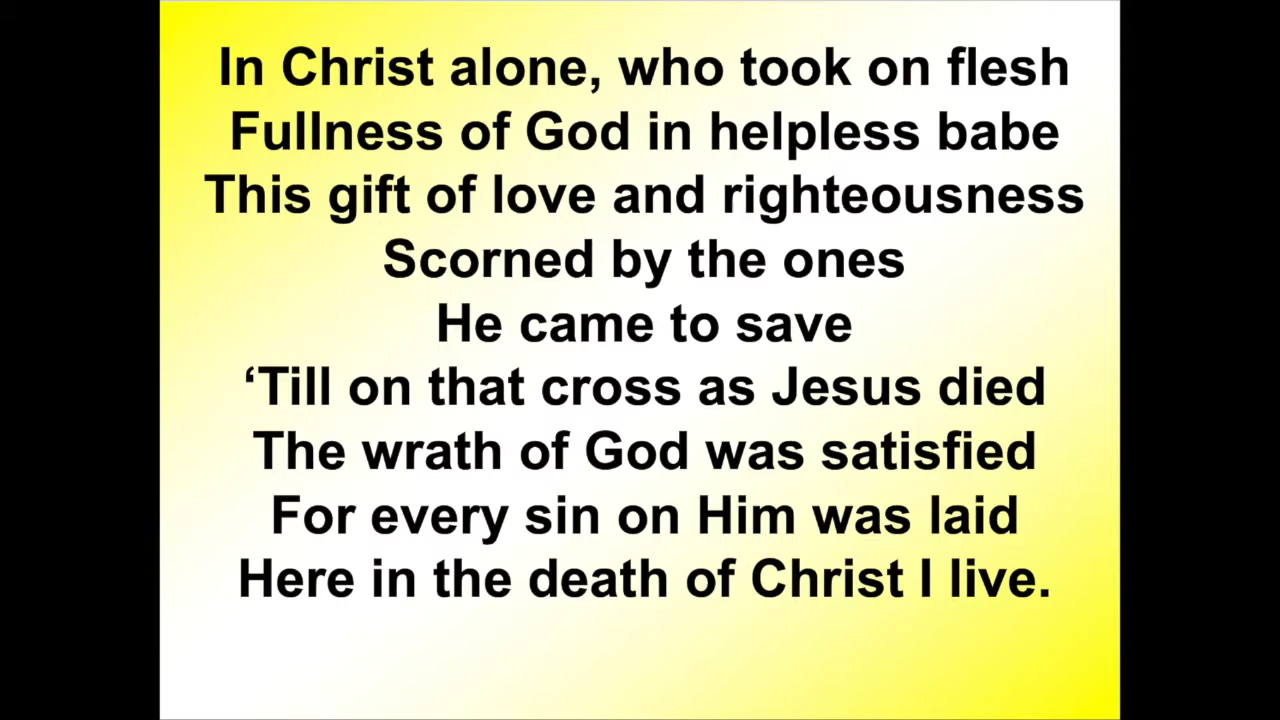 In Christ alone, who took on flesh
Fullness of God in helpless babe
This gift of love and righteousness
Scorned by the ones
He came to save
‘Till on that cross as Jesus died
The wrath of God was satisfied
For every sin on Him was laid
Here in the death of Christ I live.